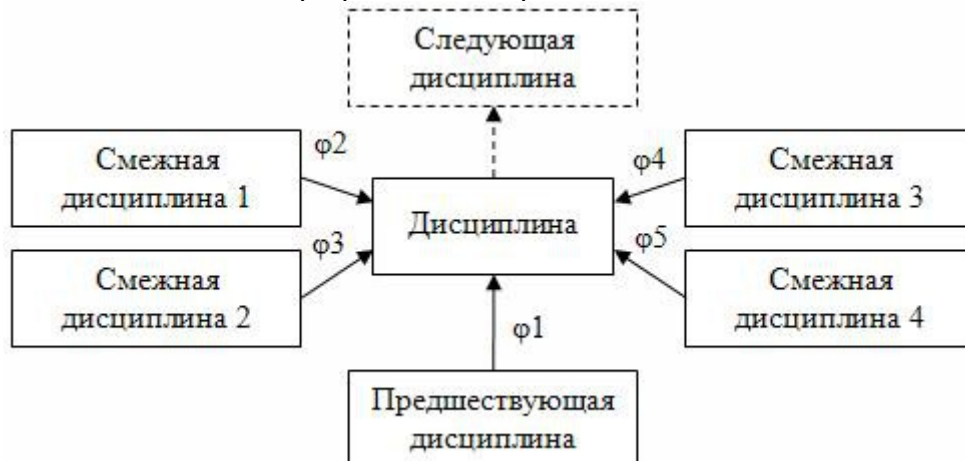 Следующая
дисциплина
Смежная
дисциплина 1
φ2
φ4
Смежная
дисциплина 3
Дисциплина
Смежная
дисциплина 2
φ3
φ5
Смежная
дисциплина 4
φ1
Предшествующая
дисциплина